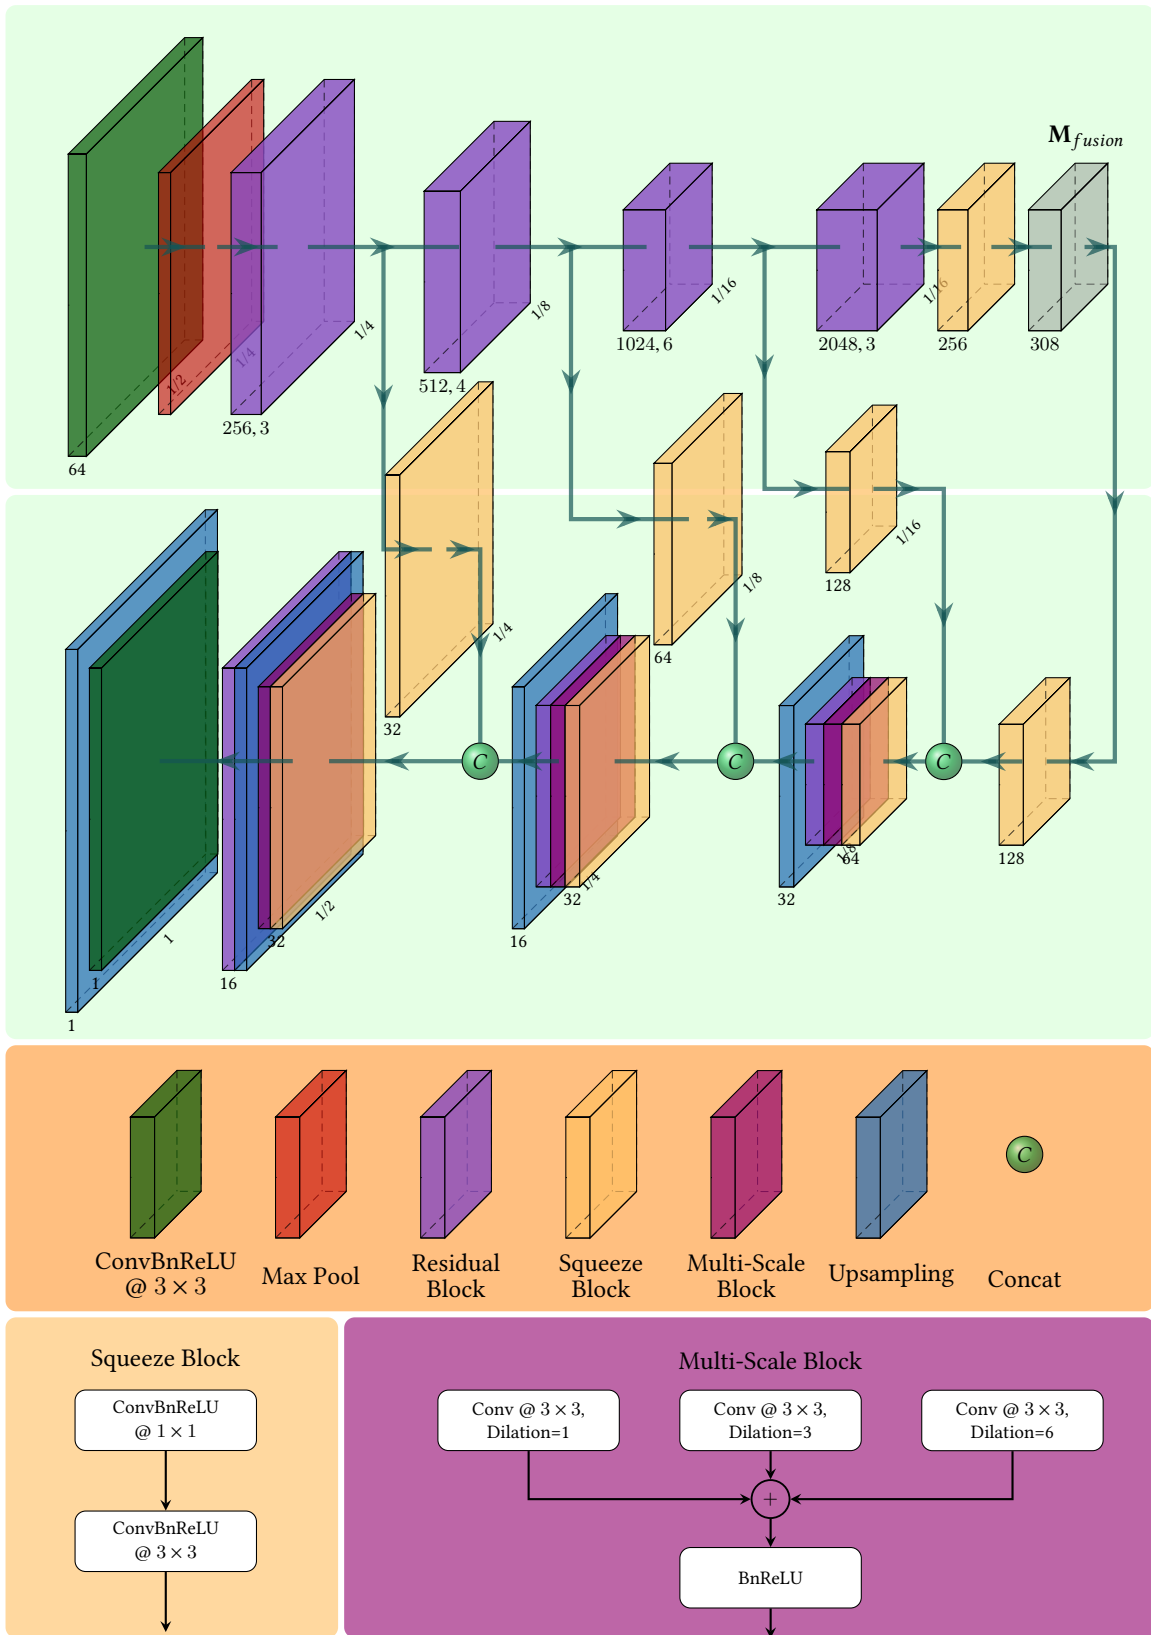 M_fusion
1/4
1/2
1/4
1/8
1/16
1/16
64
256, 3
512, 4
1024, 6
2048, 3
256
308
1/4
1/8
1/16
32
64
128
1
1
1
1/2
32
16
1/4
32
16
1/8
64
32
128
C
C
C
C
ConvBnReLU
@ 3 × 3
Max Pool
Residual
Block
Squeeze
Block
Multi-Scale
Block
Upsampling
Concat
Squeeze Block
ConvBnReLU
@ 1 × 1
ConvBnReLU
@ 3 × 3
Multi-Scale Block
Conv @ 3 × 3,
Dilation=1
Conv @ 3 × 3,
Dilation=3
Conv @ 3 × 3,
Dilation=6
+
BnReLU